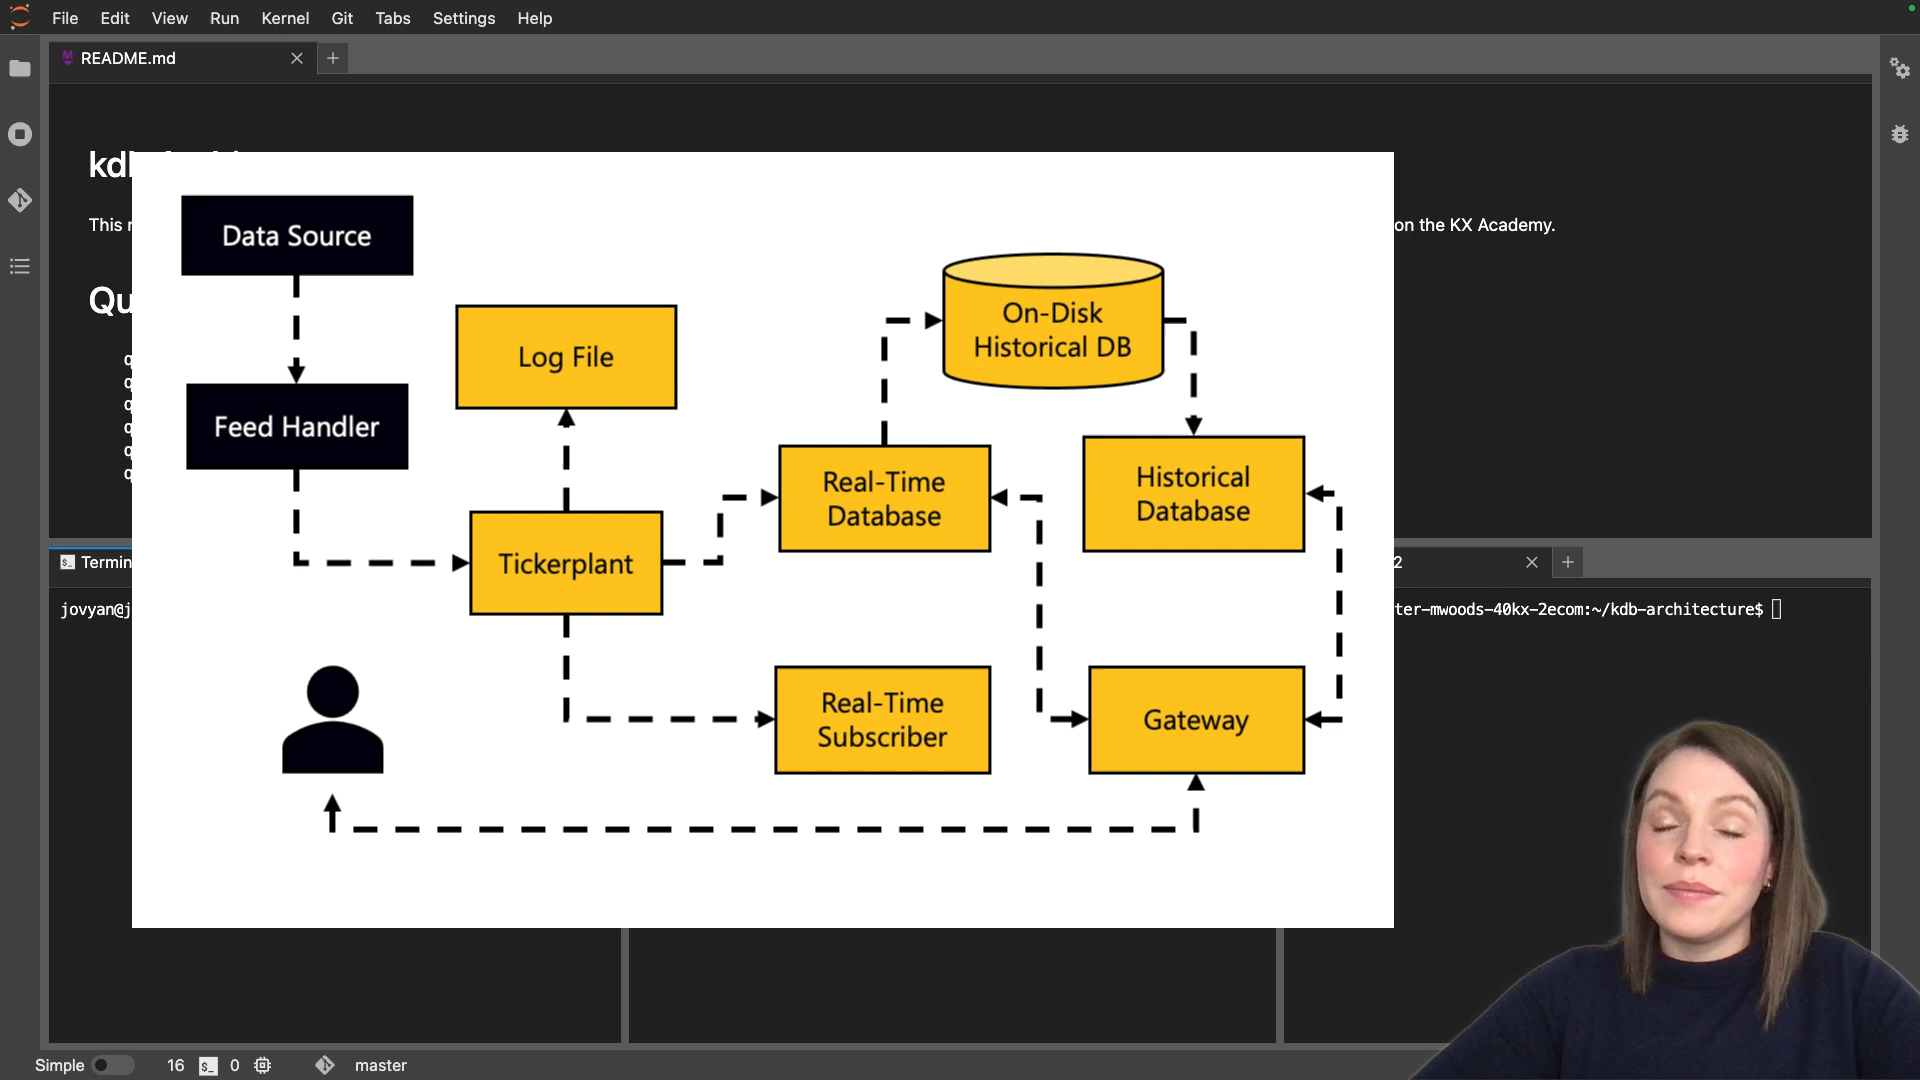 File Edit View Run Kernel Git Tabs Settings Help
README.md
This
on the KX Academy.
Data Source
Feed Handler
Log File
Tickerplant
On-Disk
Historical DB
Real-Time
Database
Historical
Database
Real-Time
Subscriber
Gateway
2
jovyan@j
ter-mwoods-40kx-2ecom:~/kdb-architecture$
Simple 16 0 master